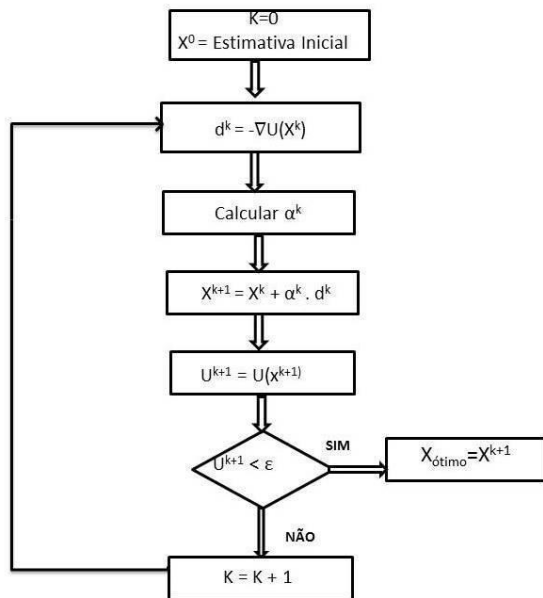 K=0
X⁰ = Estimativa Inicial
dᵏ = -∇U(Xᵏ)
Calcular αᵏ
Xᵏ⁺¹ = Xᵏ + αᵏ . dᵏ
Uᵏ⁺¹ = U(xᵏ⁺¹)
Uᵏ⁺¹ < ε
SIM
Xótimo=Xᵏ⁺¹
NÃO
K = K + 1